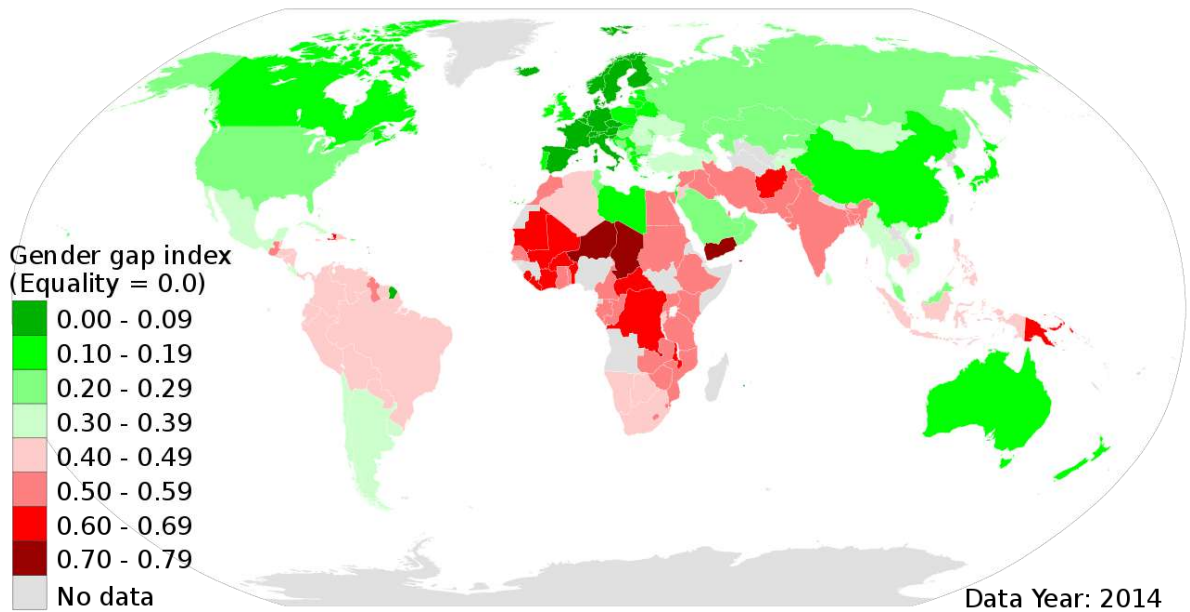 Gender gap index
(Equality = 0.0)
0.00 - 0.09
0.10 - 0.19
0.20 - 0.29
0.30 - 0.39
0.40 - 0.49
0.50 - 0.59
0.60 - 0.69
0.70 - 0.79
No data
Data Year: 2014